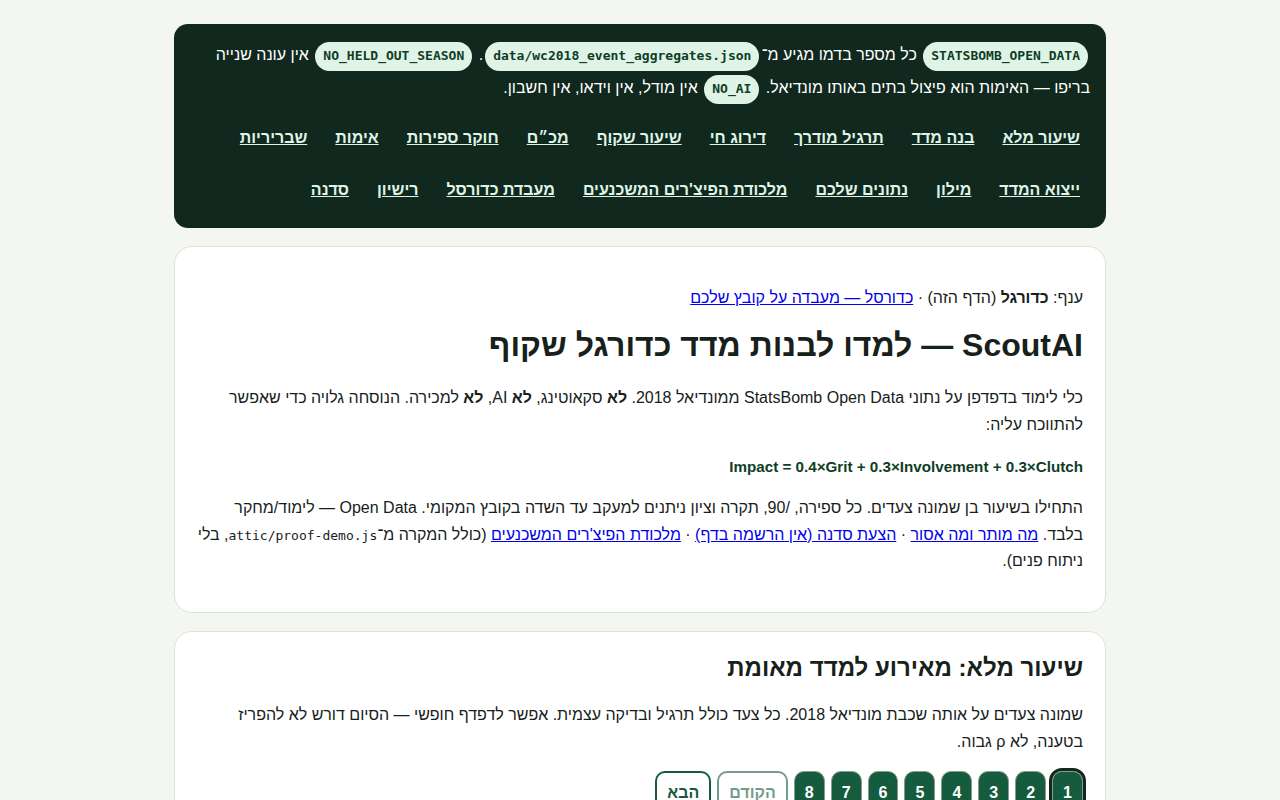 STATSBOMB_OPEN_DATA כל מספר בדמו מגיע מ־ data/wc2018_event_aggregates.json . NO_HELD_OUT_SEASON אין עונה שנייה
בריפו — האימות הוא פיצול בתים באותו מונדיאל. NO_AI אין מודל, אין וידאו, אין חשבון.
שיעור מלא בנה מדד תרגיל מודרך דירוג חי שיעור שקוף מכ״ם חוקר ספירות אימות שבריריות
ייצוא המדד מילון נתונים שלכם מלכודת הפיצ'רים המשכנעים מעבדת כדורסל רישיון סדנה
ענף: כדורגל (הדף הזה) · כדורסל — מעבדה על קובץ שלכם
ScoutAI — למדו לבנות מדד כדורגל שקוף
כלי לימוד בדפדפן על נתוני StatsBomb Open Data ממונדיאל 2018. לא סקאוטינג, לא AI, לא למכירה. הנוסחה גלויה כדי שאפשר
להתווכח עליה:
Impact = 0.4×Grit + 0.3×Involvement + 0.3×Clutch
התחילו בשיעור בן שמונה צעדים. כל ספירה, /90, תקרה וציון ניתנים למעקב עד השדה בקובץ המקומי. Open Data — לימוד/מחקר
בלבד. מה מותר ומה אסור · הצעת סדנה (אין הרשמה בדף) · מלכודת הפיצ'רים המשכנעים (כולל המקרה מ־attic/proof-demo.js, בלי
ניתוח פנים).
שיעור מלא: מאירוע למדד מאומת
שמונה צעדים על אותה שכבת מונדיאל 2018. כל צעד כולל תרגיל ובדיקה עצמית. אפשר לדפדף חופשי — הסיום דורש לא להפריז
בטענה, לא ρ גבוה.
1 2 3 4 5 6 7 8 הקודם הבא